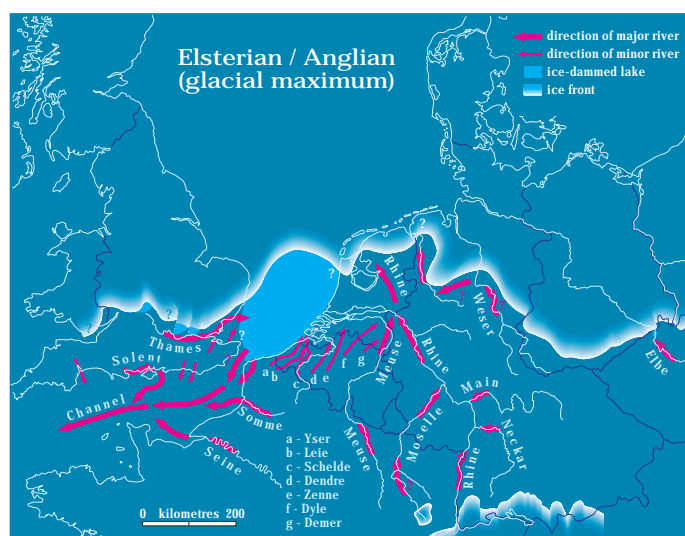 Elsterian / Anglian
(glacial maximum)
direction of major river
direction of minor river
ice-dammed lake
ice front
?
?
?
?
?
?
Rhine
Weser
Thames
Solent
Meuse
Rhine
Elbe
a b c d e f g
Channel
Somme
Main
Seine
Meuse
Moselle
Rhine
Neckar
a - Yser
b - Leie
c - Schelde
d - Dendre
e - Zenne
f - Dyle
g - Demer
0 kilometres 200